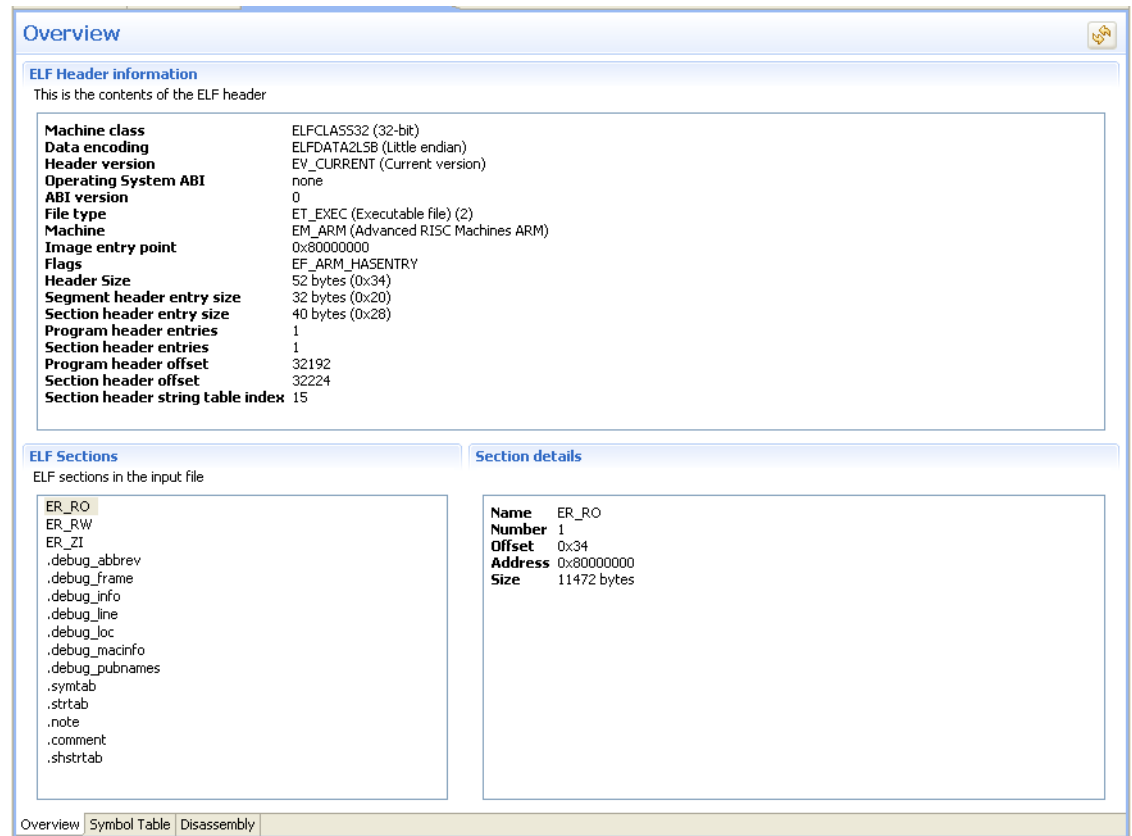 Overview
ELF Header information
This is the contents of the ELF header
Machine class ELFCLASS32 (32-bit)
Data encoding ELFDATA2LSB (Little endian)
Header version EV_CURRENT (Current version)
Operating System ABI none
ABI version 0
File type ET_EXEC (Executable file) (2)
Machine EM_ARM (Advanced RISC Machines ARM)
Image entry point 0x80000000
Flags EF_ARM_HASENTRY
Header Size 52 bytes (0x34)
Segment header entry size 32 bytes (0x20)
Section header entry size 40 bytes (0x28)
Program header entries 1
Section header entries 1
Program header offset 32192
Section header offset 32224
Section header string table index 15
ELF Sections
ELF sections in the input file
ER_RO
ER_RW
ER_ZI
.debug_abbrev
.debug_frame
.debug_info
.debug_line
.debug_loc
.debug_macinfo
.debug_pubnames
.symtab
.strtab
.note
.comment
.shstrtab
Section details
Name ER_RO
Number 1
Offset 0x34
Address 0x80000000
Size 11472 bytes
Overview Symbol Table Disassembly